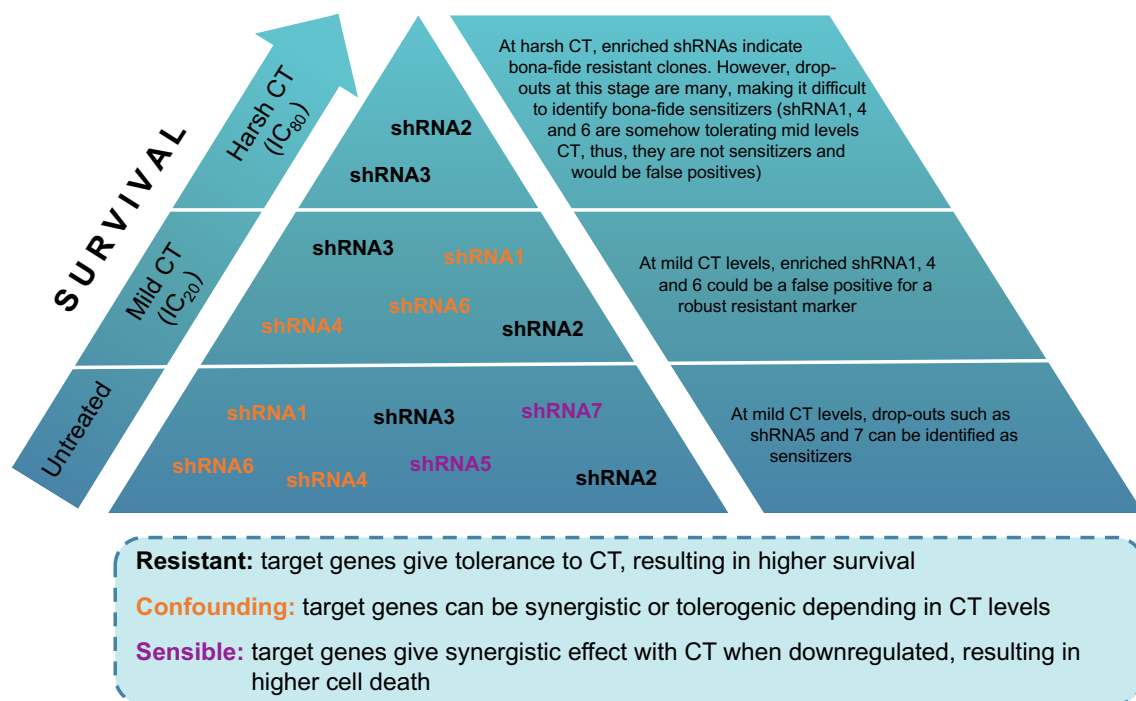 SURVIVAL
Harsh CT
(IC80)
Mild CT
(IC20)
Untreated
shRNA2
shRNA3
shRNA3
shRNA1
shRNA6
shRNA4
shRNA2
shRNA1
shRNA3
shRNA7
shRNA6
shRNA4
shRNA5
shRNA2
At harsh CT, enriched shRNAs indicate
bona-fide resistant clones. However, drop-
outs at this stage are many, making it difficult
to identify bona-fide sensitizers (shRNA1, 4
and 6 are somehow tolerating mid levels
CT, thus, they are not sensitizers and
would be false positives)
At mild CT levels, enriched shRNA1, 4
and 6 could be a false positive for a
robust resistant marker
At mild CT levels, drop-outs such as
shRNA5 and 7 can be identified as
sensitizers
Resistant: target genes give tolerance to CT, resulting in higher survival
Confounding: target genes can be synergistic or tolerogenic depending in CT levels
Sensible: target genes give synergistic effect with CT when downregulated, resulting in
higher cell death